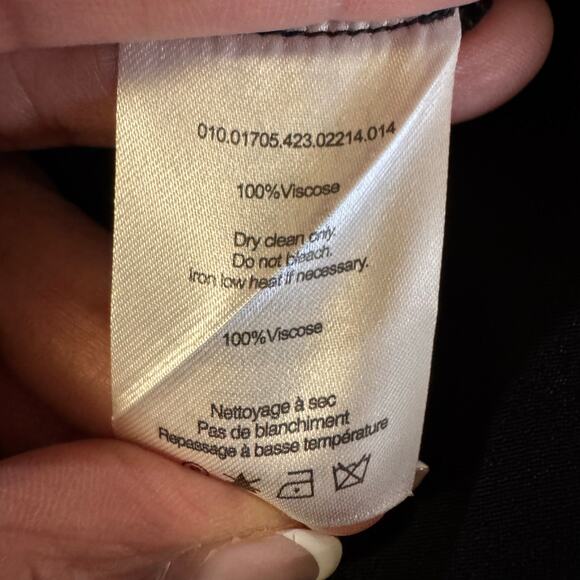 010.01705.423.02214.014
100%Viscose
Dry clean only.
Do not bleach.
Iron low heat if necessary.
100%Viscose
Nettoyage à sec
Pas de blanchiment
Repassage à basse température